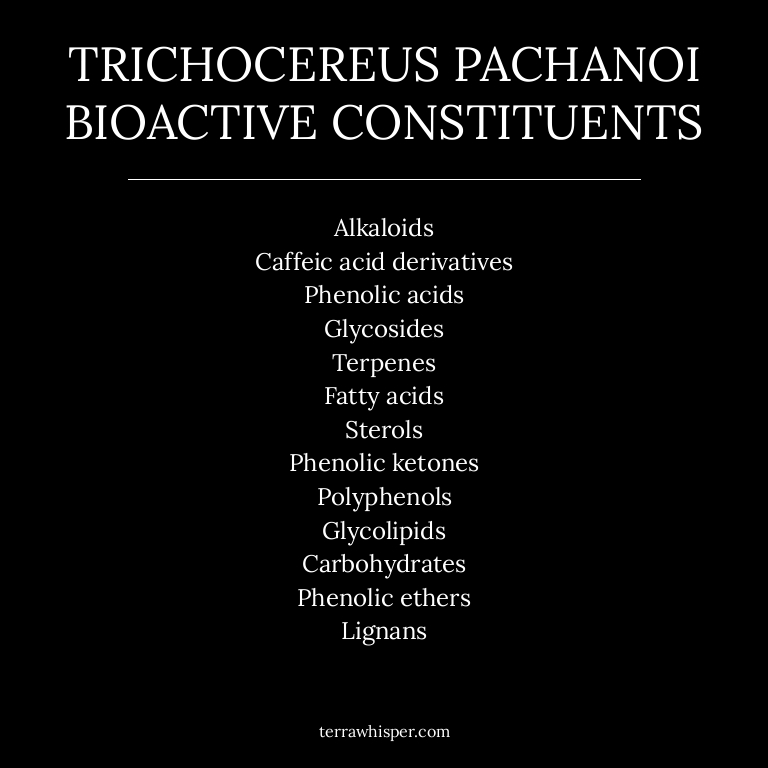 TRICHOCEREUS PACHANOI
BIOACTIVE CONSTITUENTS
Alkaloids
Caffeic acid derivatives
Phenolic acids
Glycosides
Terpenes
Fatty acids
Sterols
Phenolic ketones
Polyphenols
Glycolipids
Carbohydrates
Phenolic ethers
Lignans
terrawhisper.com